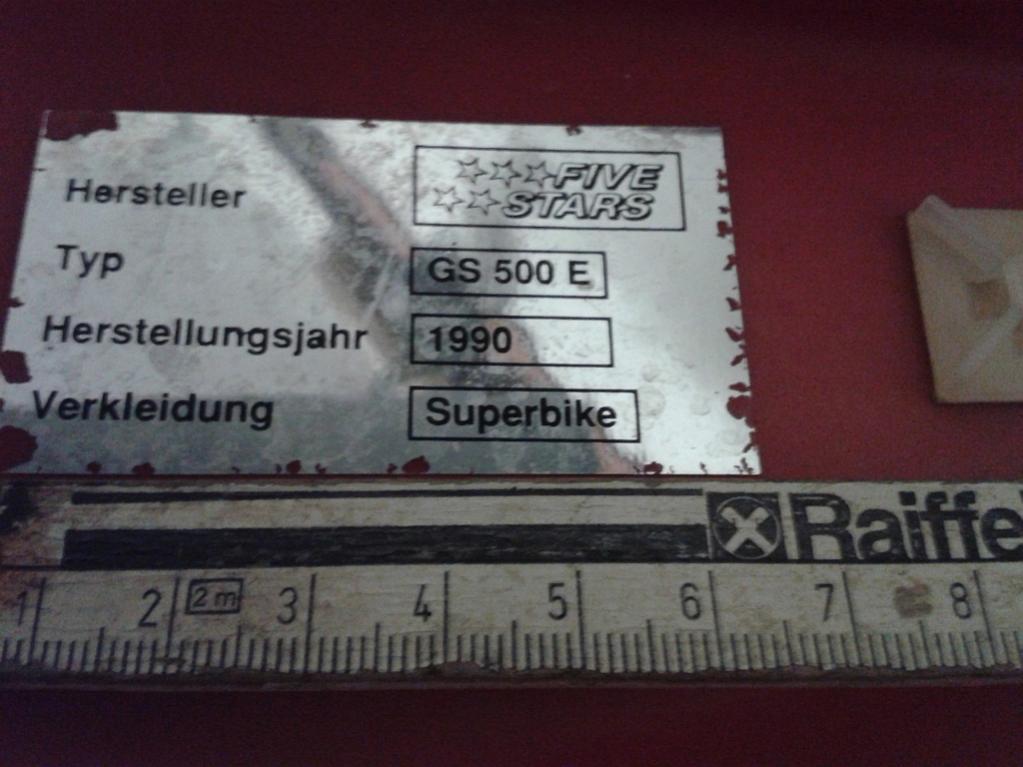 Hersteller FIVE STARS
Typ GS 500 E
Herstellungsjahr 1990
Verkleidung Superbike
Raiffe
1 2 2 m 3 4 5 6 7 8